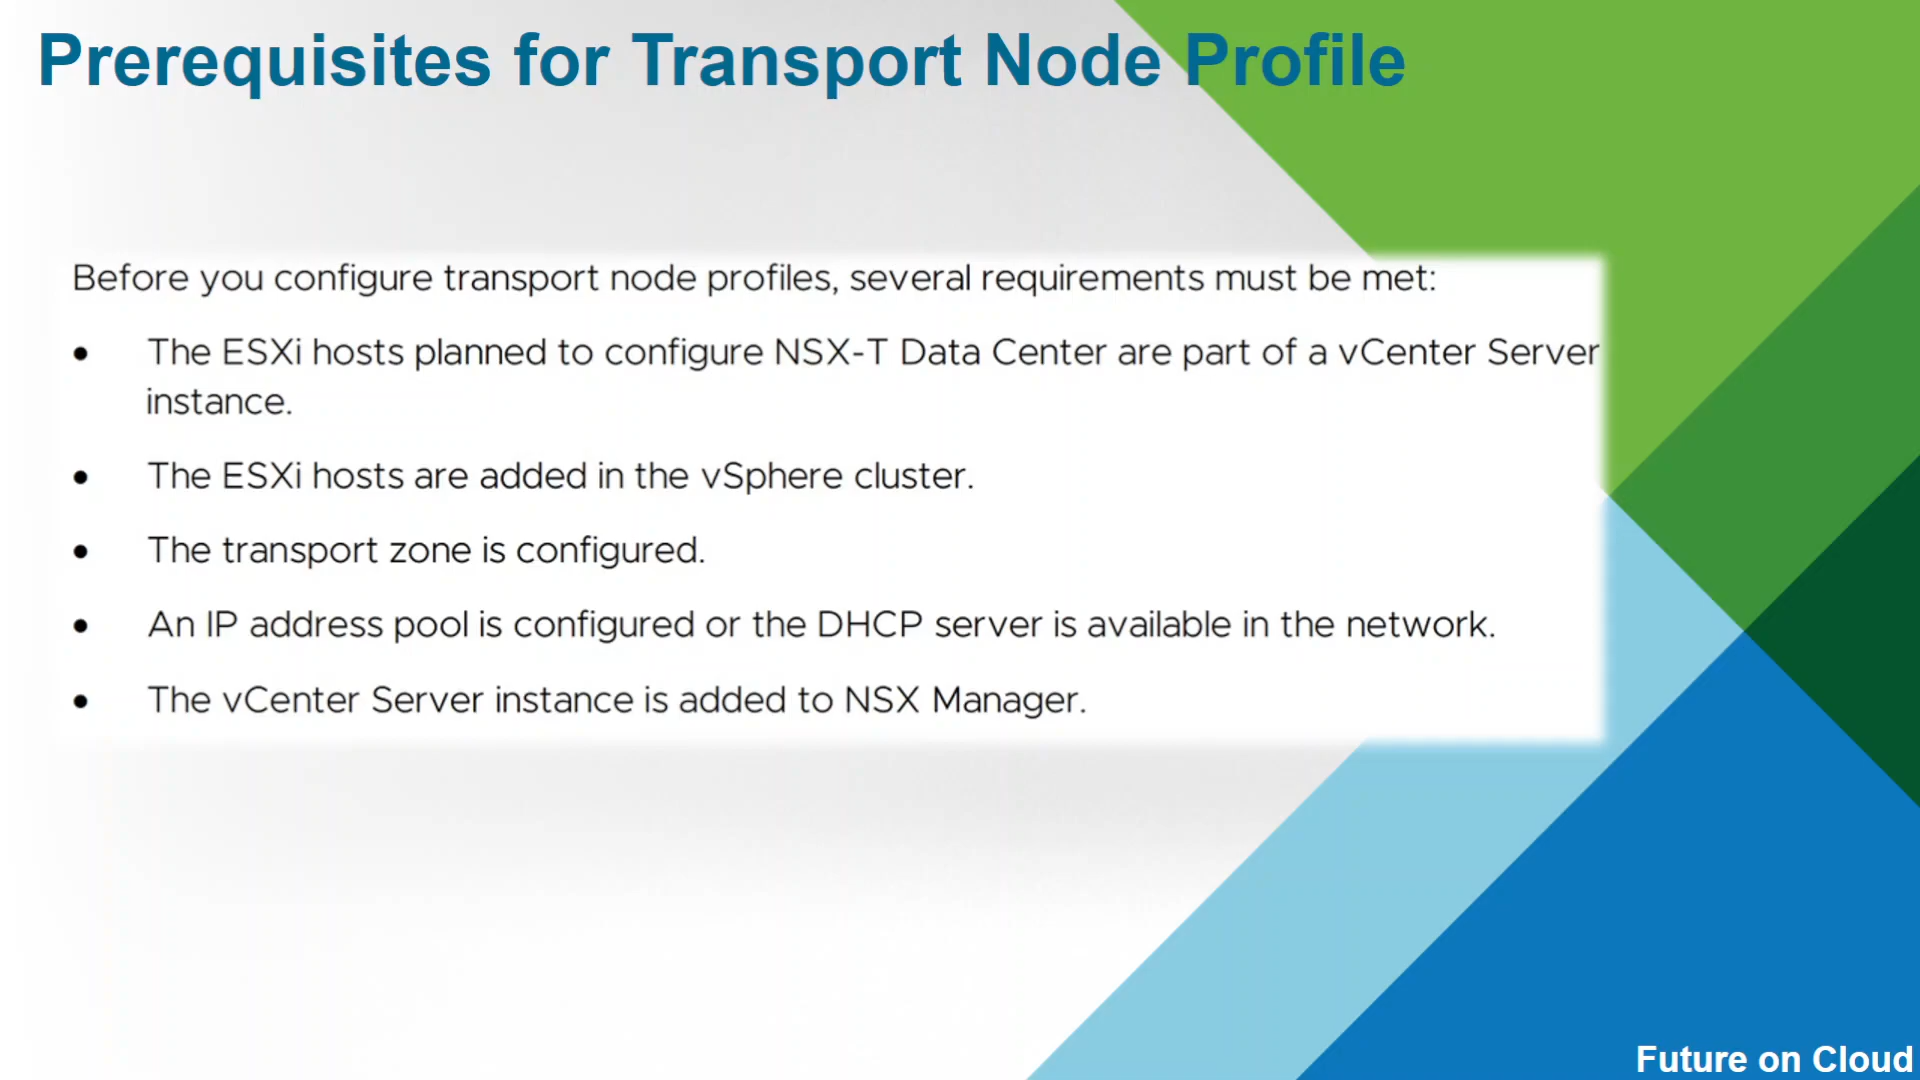 Prerequisites for Transport Node Profile
Before you configure transport node profiles, several requirements must be met:
• The ESXi hosts planned to configure NSX-T Data Center are part of a vCenter Server
instance.
• The ESXi hosts are added in the vSphere cluster.
• The transport zone is configured.
• An IP address pool is configured or the DHCP server is available in the network.
• The vCenter Server instance is added to NSX Manager.
Future on Cloud